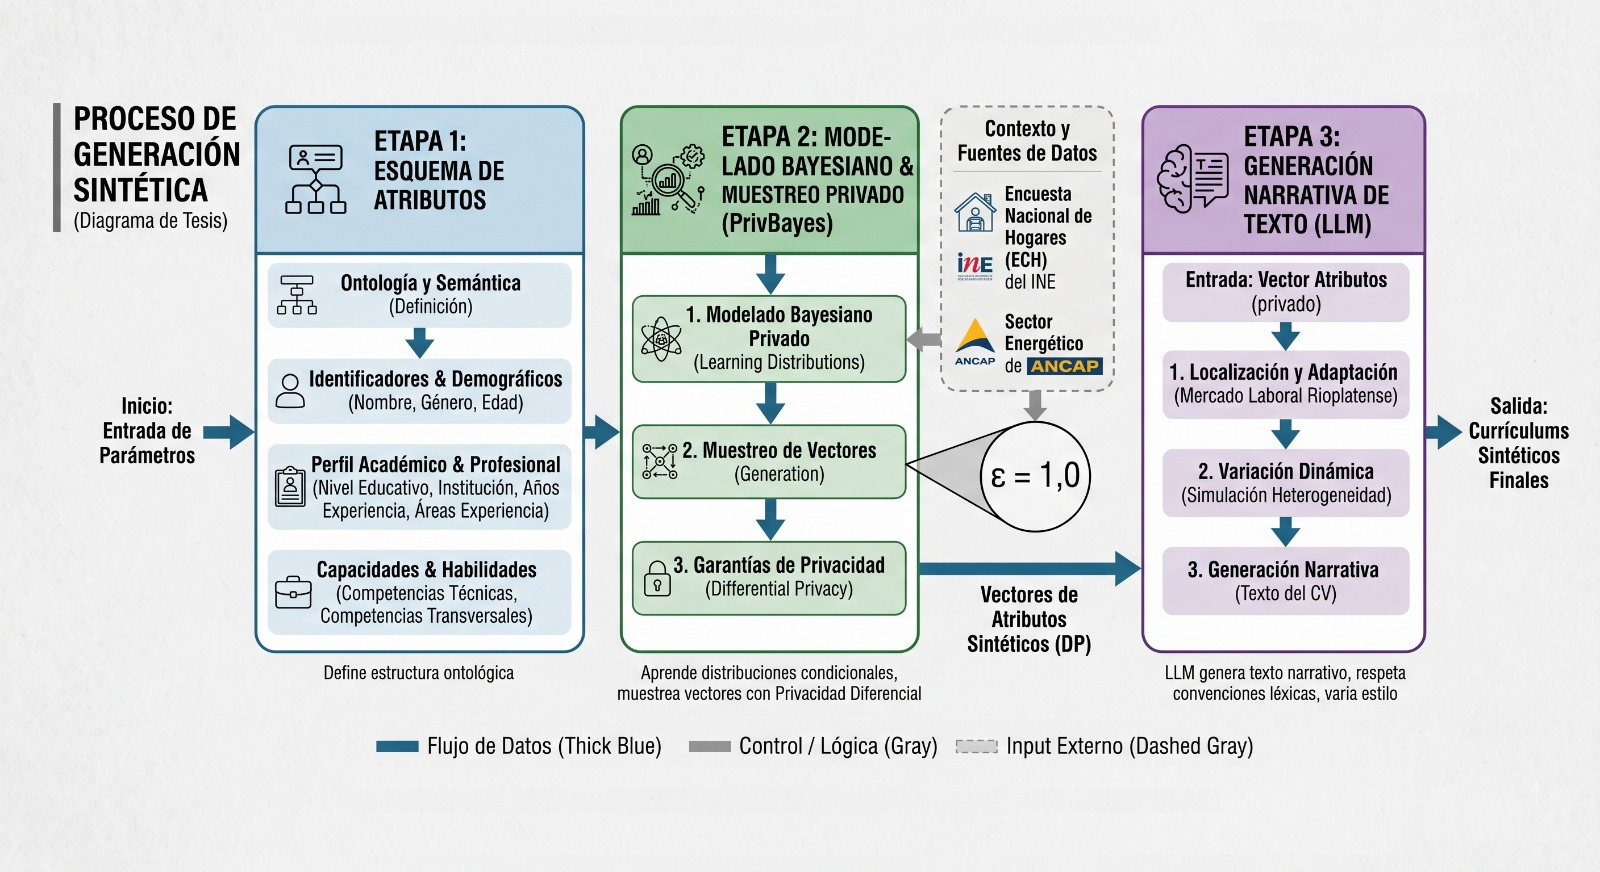 PROCESO DE
GENERACIÓN
SINTÉTICA
(Diagrama de Tesis)
Inicio:
Entrada de
Parámetros
ETAPA 1:
ESQUEMA DE
ATRIBUTOS
Ontología y Semántica
(Definición)
Identificadores & Demográficos
(Nombre, Género, Edad)
Perfil Académico & Profesional
(Nivel Educativo, Institución, Años
Experiencia, Áreas Experiencia)
Capacidades & Habilidades
(Competencias Técnicas,
Competencias Transversales)
Define estructura ontológica
ETAPA 2: MODE-
LADO BAYESIANO &
MUESTREO PRIVADO
(PrivBayes)
1. Modelado Bayesiano
Privado
(Learning Distributions)
2. Muestreo de Vectores
(Generation)
3. Garantías de Privacidad
(Differential Privacy)
Aprende distribuciones condicionales,
muestrea vectores con Privacidad Diferencial
Contexto y
Fuentes de Datos
Encuesta
Nacional de
Hogares
(ECH)
del INE
INE
Sector
Energético
de ANCAP
ANCAP
ε = 1,0
Vectores de
Atributos
Sintéticos (DP)
ETAPA 3:
GENERACIÓN
NARRATIVA DE
TEXTO (LLM)
Entrada: Vector Atributos
(privado)
1. Localización y Adaptación
(Mercado Laboral Rioplatense)
2. Variación Dinámica
(Simulación Heterogeneidad)
3. Generación Narrativa
(Texto del CV)
LLM genera texto narrativo, respeta
convenciones léxicas, varia estilo
Salida:
Currículums
Sintéticos
Finales
Flujo de Datos (Thick Blue)
Control / Lógica (Gray)
Input Externo (Dashed Gray)